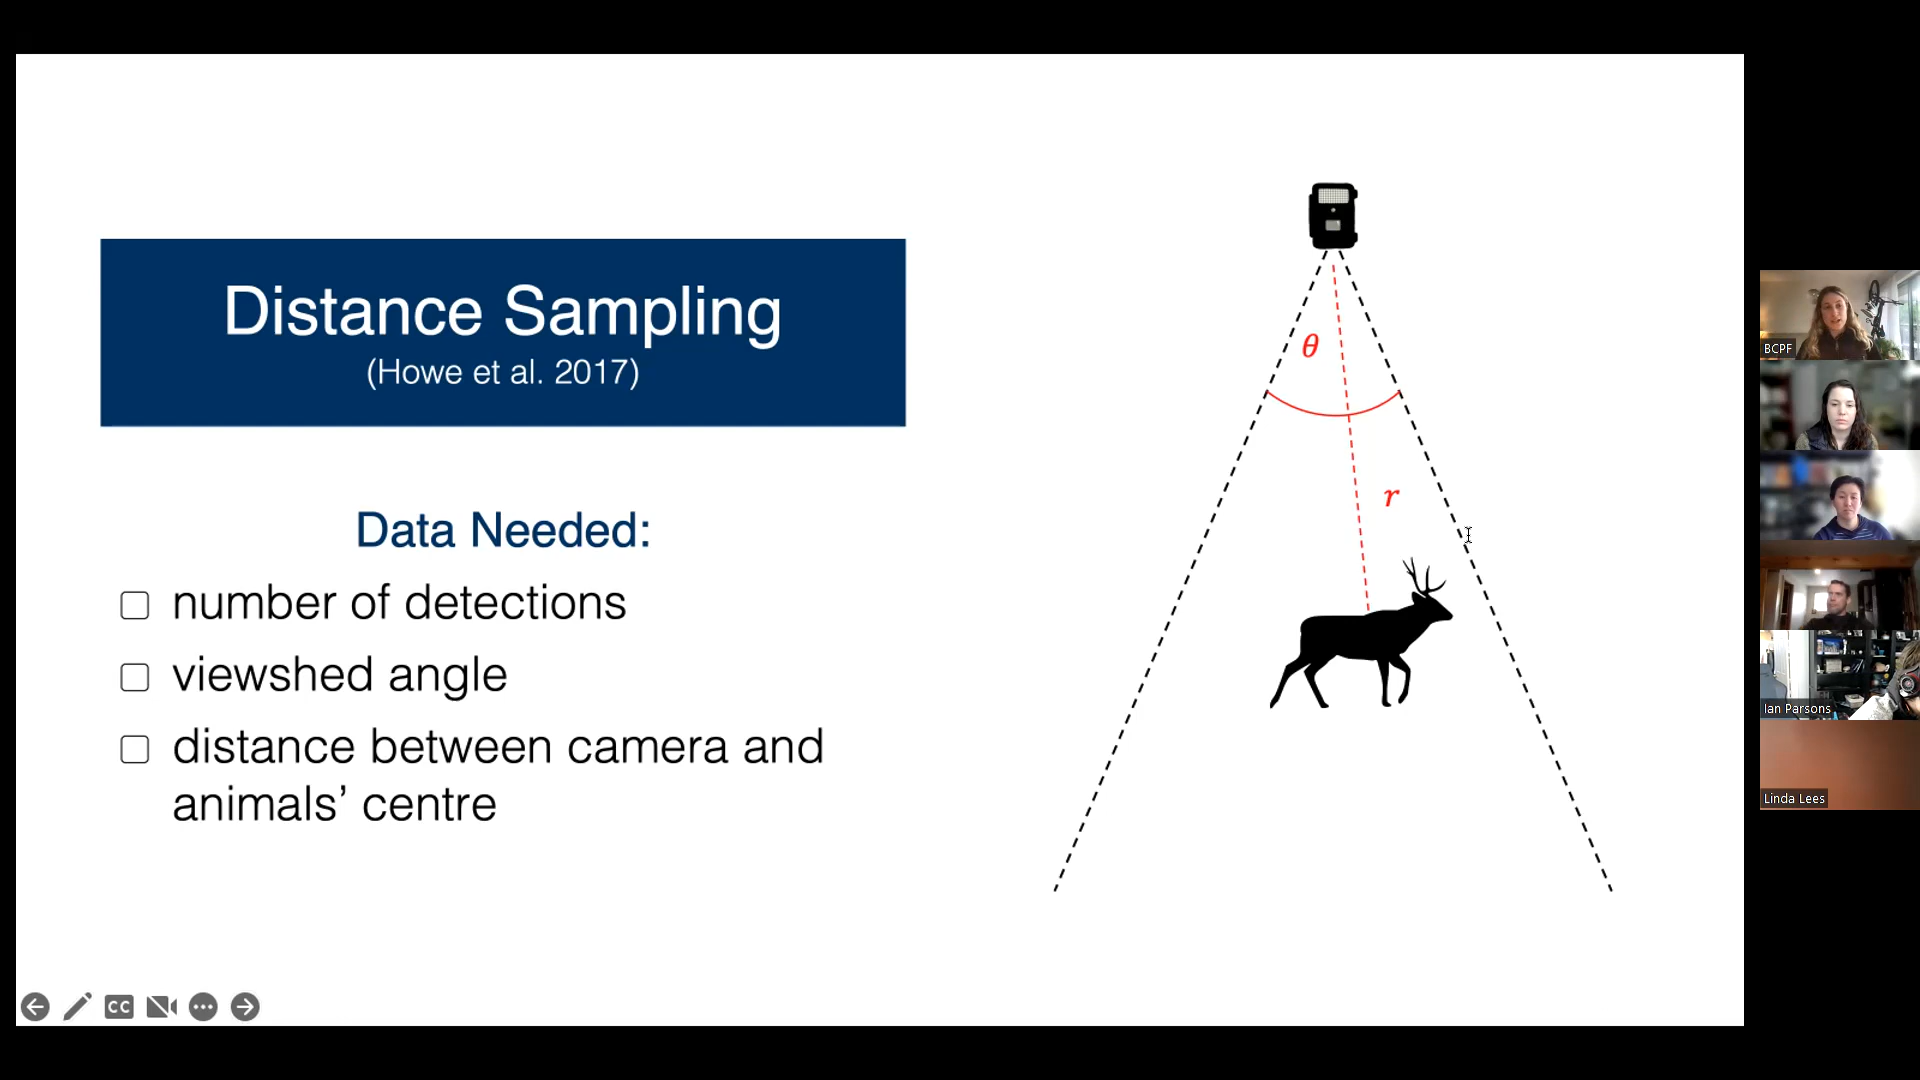 Distance Sampling
(Howe et al. 2017)
Data Needed:
number of detections
viewshed angle
distance between camera and
animals’ centre
θ
r
CC
BCPF
Ian Parsons
Linda Lees